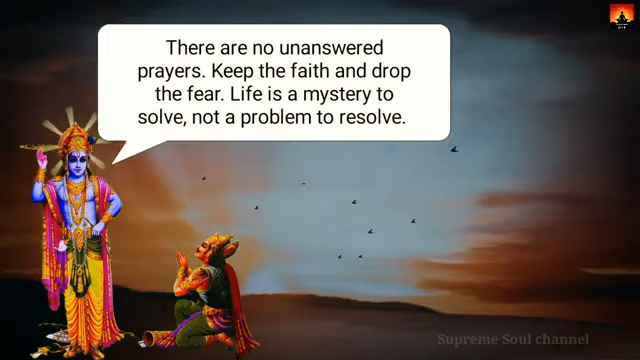 There are no unanswered
prayers. Keep the faith and drop
the fear. Life is a mystery to
solve, not a problem to resolve.
Supreme Soul channel